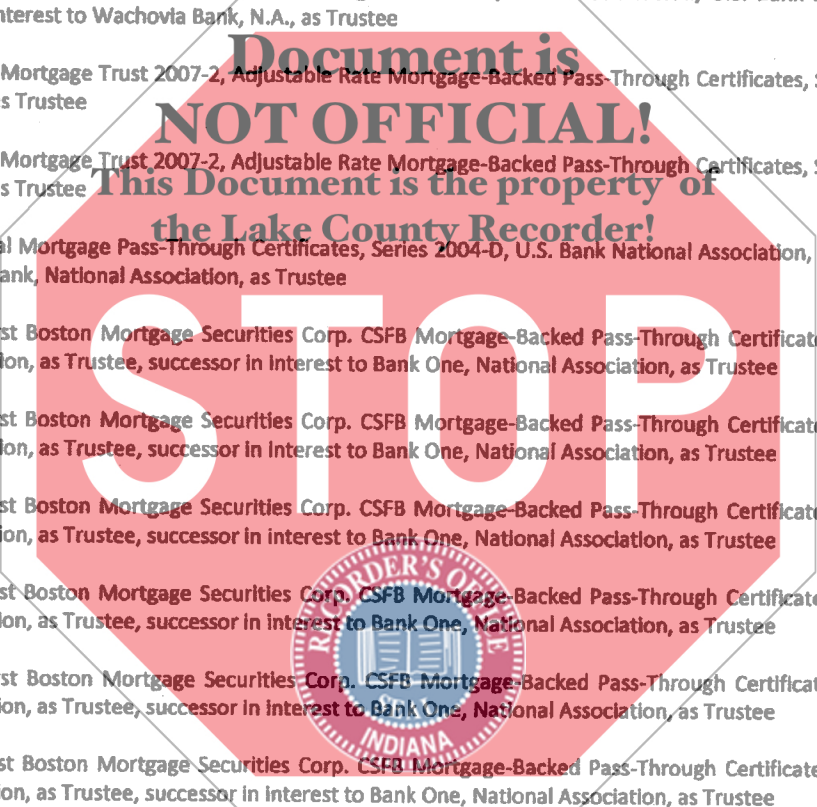 nterest to Wachovia Bank, N.A., as Trustee
Document is
Mortgage Trust 2007-2, Adjustable Rate Mortgage-Backed Pass-Through Certificates, S
s Trustee
NOT OFFICIAL!
Mortgage Trust 2007-2, Adjustable Rate Mortgage-Backed Pass-Through Certificates, S
s Trustee
This Document is the property of
the Lake County Recorder!
al Mortgage Pass-Through Certificates, Series 2004-D, U.S. Bank National Association,
ank, National Association, as Trustee
STOP
st Boston Mortgage Securities Corp. CSFB Mortgage-Backed Pass-Through Certificate
ion, as Trustee, successor in interest to Bank One, National Association, as Trustee
st Boston Mortgage Securities Corp. CSFB Mortgage-Backed Pass-Through Certificate
ion, as Trustee, successor in interest to Bank One, National Association, as Trustee
st Boston Mortgage Securities Corp. CSFB Mortgage-Backed Pass-Through Certificate
ion, as Trustee, successor in interest to Bank One, National Association, as Trustee
st Boston Mortgage Securities Corp. CSFB Mortgage-Backed Pass-Through Certificate
ion, as Trustee, successor in interest to Bank One, National Association, as Trustee
RECORDER'S OFFICE
st Boston Mortgage Securities Corp. CSFB Mortgage-Backed Pass-Through Certificat
ion, as Trustee, successor in interest to Bank One, National Association, as Trustee
INDIANA
st Boston Mortgage Securities Corp. CSFB Mortgage-Backed Pass-Through Certificate
ion, as Trustee, successor in interest to Bank One, National Association, as Trustee